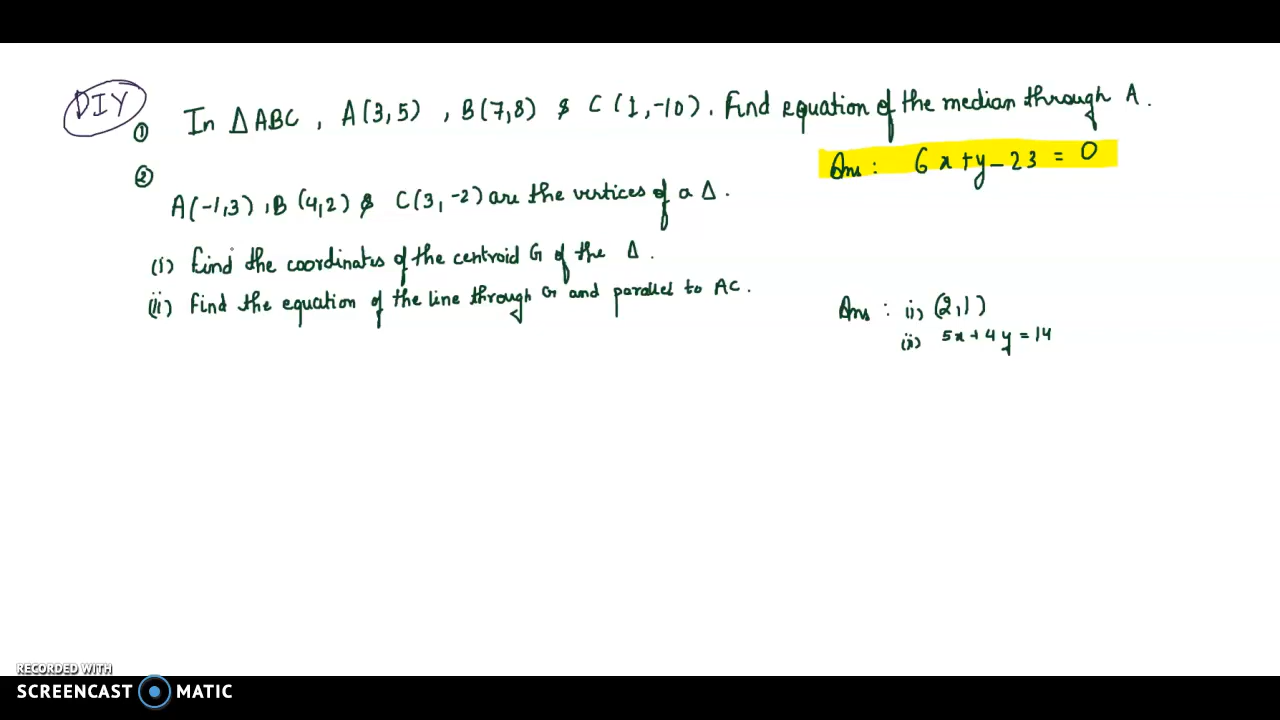 DIY
① In Δ ABC , A(3,5) , B(7,8) & C(1,-10). Find equation of the median through A.
Ans : 6x+y-23 = 0
②
A(-1,3) , B(4,2) & C(3,-2) are the vertices of a Δ.
(i) Find the coordinates of the centroid G of the Δ.
(ii) Find the equation of the line through G and parallel to AC.
Ans : (i) (2,1)
(ii) 5x+4y=14
RECORDED WITH
SCREENCAST MATIC